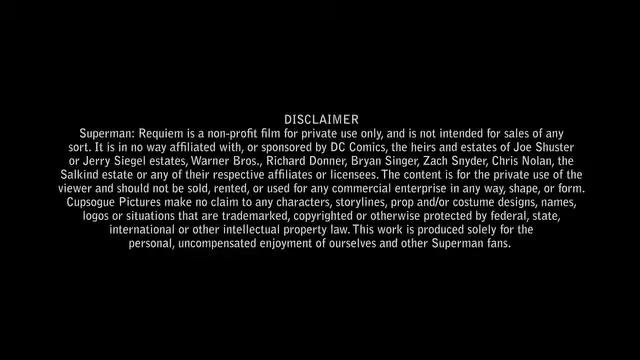 DISCLAIMER
Superman: Requiem is a non-profit film for private use only, and is not intended for sales of any
sort. It is in no way affiliated with, or sponsored by DC Comics, the heirs and estates of Joe Shuster
or Jerry Siegel estates, Warner Bros., Richard Donner, Bryan Singer, Zach Snyder, Chris Nolan, the
Salkind estate or any of their respective affiliates or licensees. The content is for the private use of the
viewer and should not be sold, rented, or used for any commercial enterprise in any way, shape, or form.
Cupsogue Pictures make no claim to any characters, storylines, prop and/or costume designs, names,
logos or situations that are trademarked, copyrighted or otherwise protected by federal, state,
international or other intellectual property law. This work is produced solely for the
personal, uncompensated enjoyment of ourselves and other Superman fans.